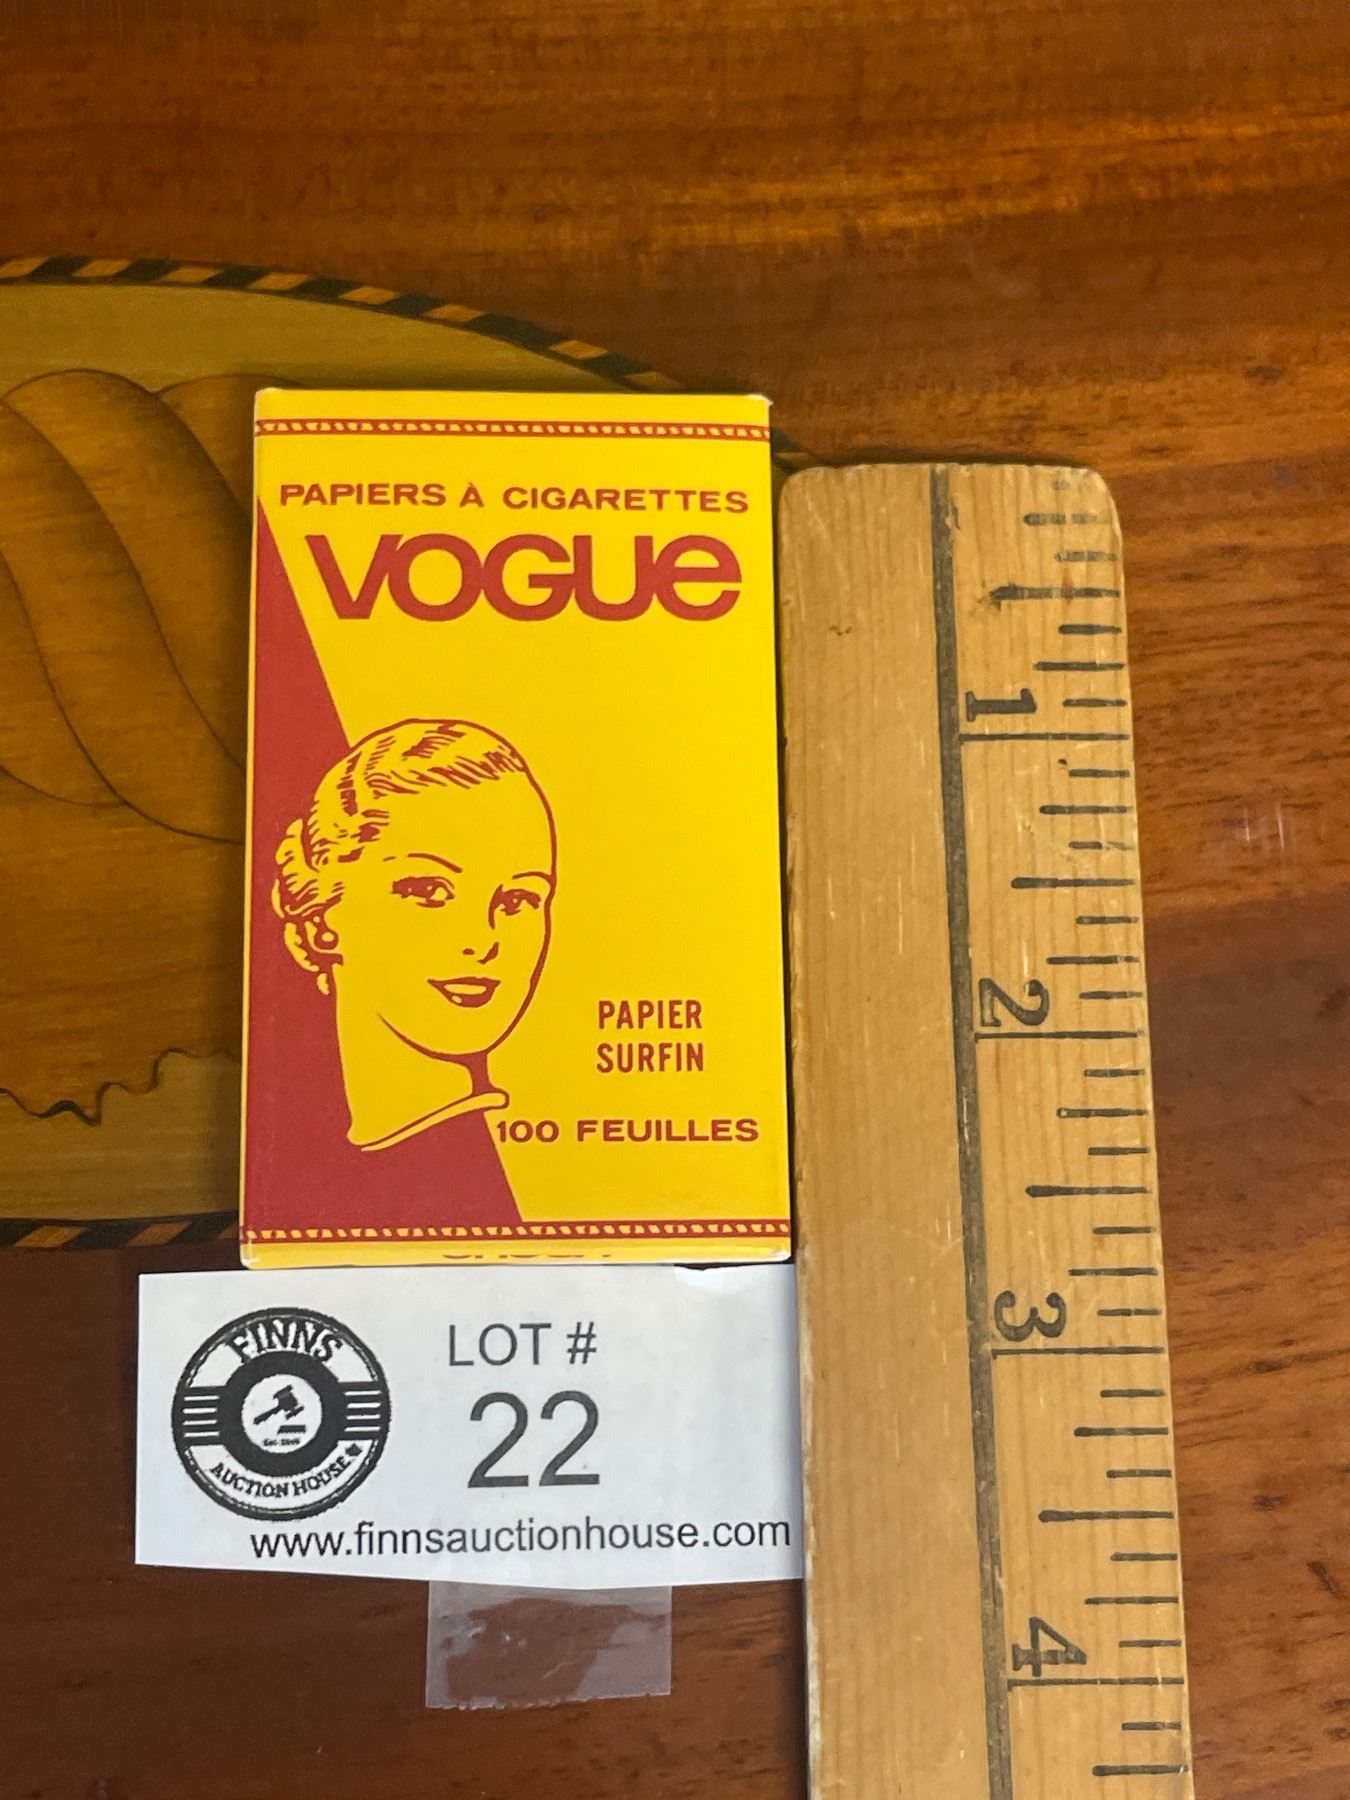 PAPIERS À CIGARETTES
VOGUE
PAPIER
SURFIN
100 FEUILLES
FINNS
AUCTION HOUSE
LOT #
22
www.finnsauctionhouse.com
1
2
3
4